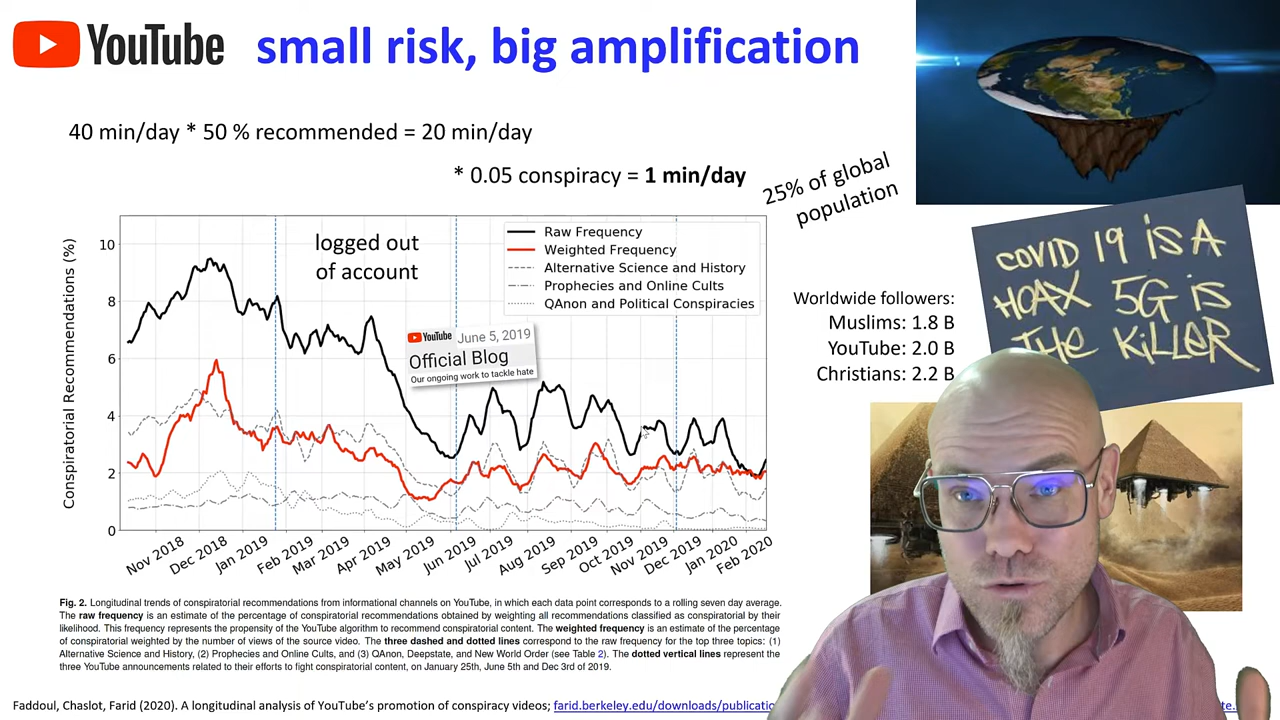 YouTube small risk, big amplification
40 min/day * 50 % recommended = 20 min/day
* 0.05 conspiracy = 1 min/day
25% of global
population
COVID 19 iS A
HOAX 5G iS
THE KiLLER
Worldwide followers:
Muslims: 1.8 B
YouTube: 2.0 B
Christians: 2.2 B
Conspiratorial Recommendations (%)
10
8
6
4
2
0
logged out
of account
Raw Frequency
Weighted Frequency
Alternative Science and History
Prophecies and Online Cults
QAnon and Political Conspiracies
YouTube June 5, 2019
Official Blog
Our ongoing work to tackle hate
Nov 2018
Dec 2018
Jan 2019
Feb 2019
Mar 2019
Apr 2019
May 2019
Jun 2019
Jul 2019
Aug 2019
Sep 2019
Oct 2019
Nov 2019
Dec 2019
Jan 2020
Feb 2020
Fig. 2. Longitudinal trends of conspiratorial recommendations from informational channels on YouTube, in which each data point corresponds to a rolling seven day average.
The raw frequency is an estimate of the percentage of conspiratorial recommendations obtained by weighting all recommendations classified as conspiratorial by their
likelihood. This frequency represents the propensity of the YouTube algorithm to recommend conspiratorial content. The weighted frequency is an estimate of the percentage
of conspiratorial weighted by the number of views of the source video. The three dashed and dotted lines correspond to the raw frequency for the top three topics: (1)
Alternative Science and History, (2) Prophecies and Online Cults, and (3) QAnon, Deepstate, and New World Order (see Table 2). The dotted vertical lines represent the
three YouTube announcements related to their efforts to fight conspiratorial content, on January 25th, June 5th and Dec 3rd of 2019.
Faddoul, Chaslot, Farid (2020). A longitudinal analysis of YouTube's promotion of conspiracy videos; farid.berkeley.edu/downloads/publicatio